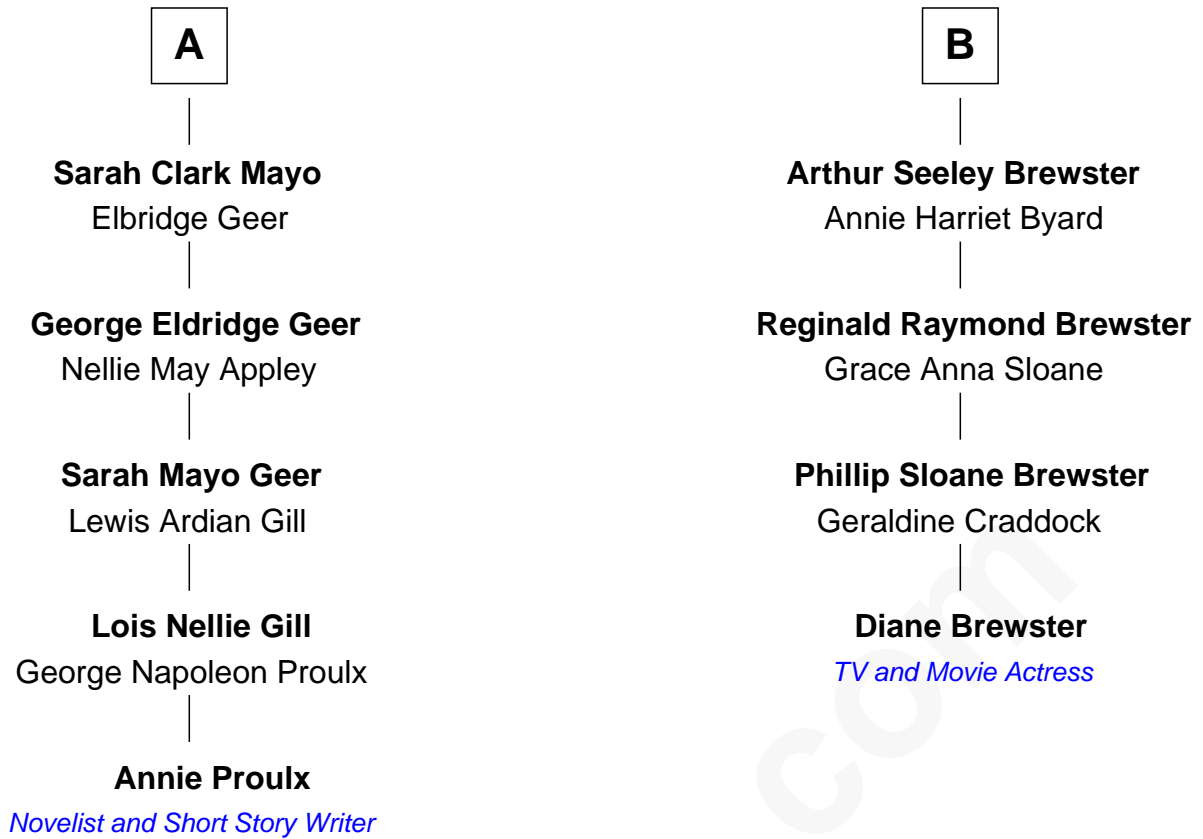 A
Sarah Clark Mayo
Elbridge Geer
George Eldridge Geer
Nellie May Appley
Sarah Mayo Geer
Lewis Ardian Gill
Lois Nellie Gill
George Napoleon Proulx
Annie Proulx
Novelist and Short Story Writer
B
Arthur Seeley Brewster
Annie Harriet Byard
Reginald Raymond Brewster
Grace Anna Sloane
Phillip Sloane Brewster
Geraldine Craddock
Diane Brewster
TV and Movie Actress
com